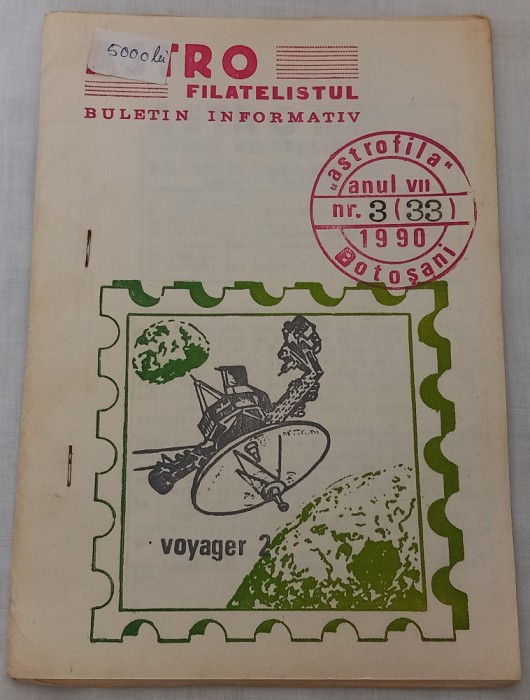 5000 lei
TRO
FILATELISTUL
BULETIN INFORMATIV
„astrofila”
anul VII
nr. 3 (33)
1990
Botoşani
voyager 2